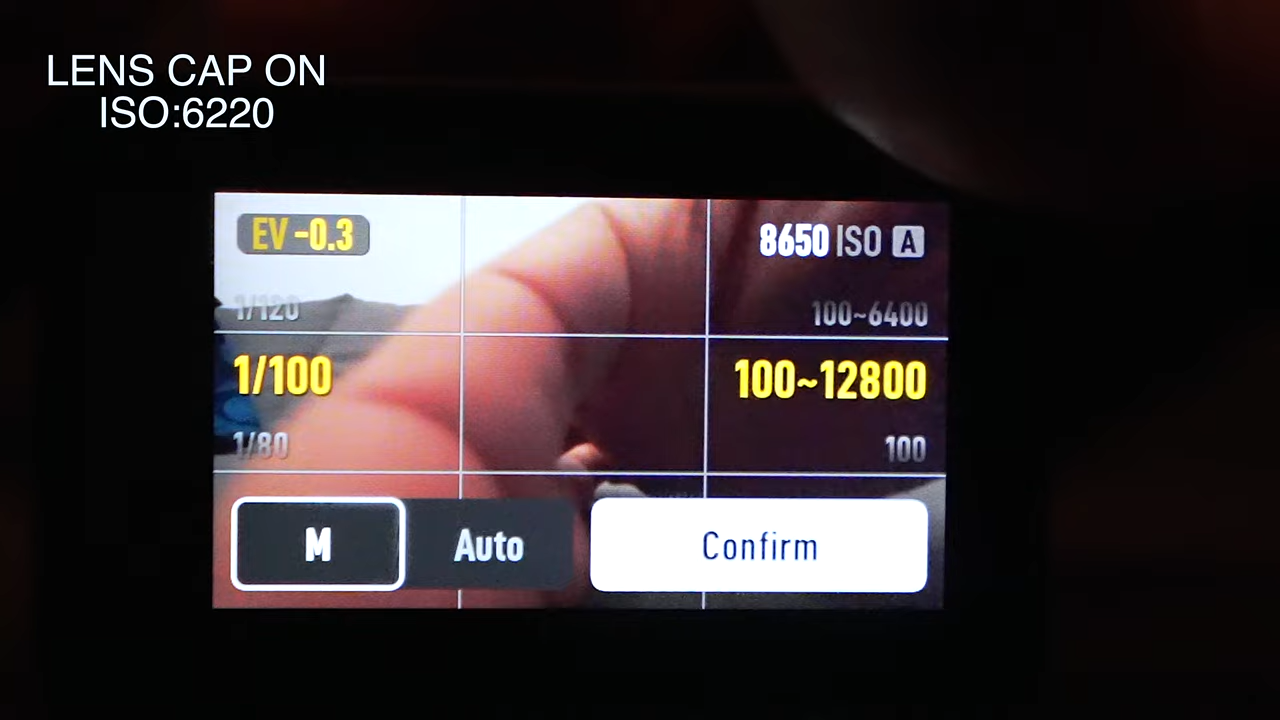 LENS CAP ON
ISO:6220
EV -0.3
8650 ISO A
1/120
100~6400
1/100
100~12800
1/80
100
M
Auto
Confirm